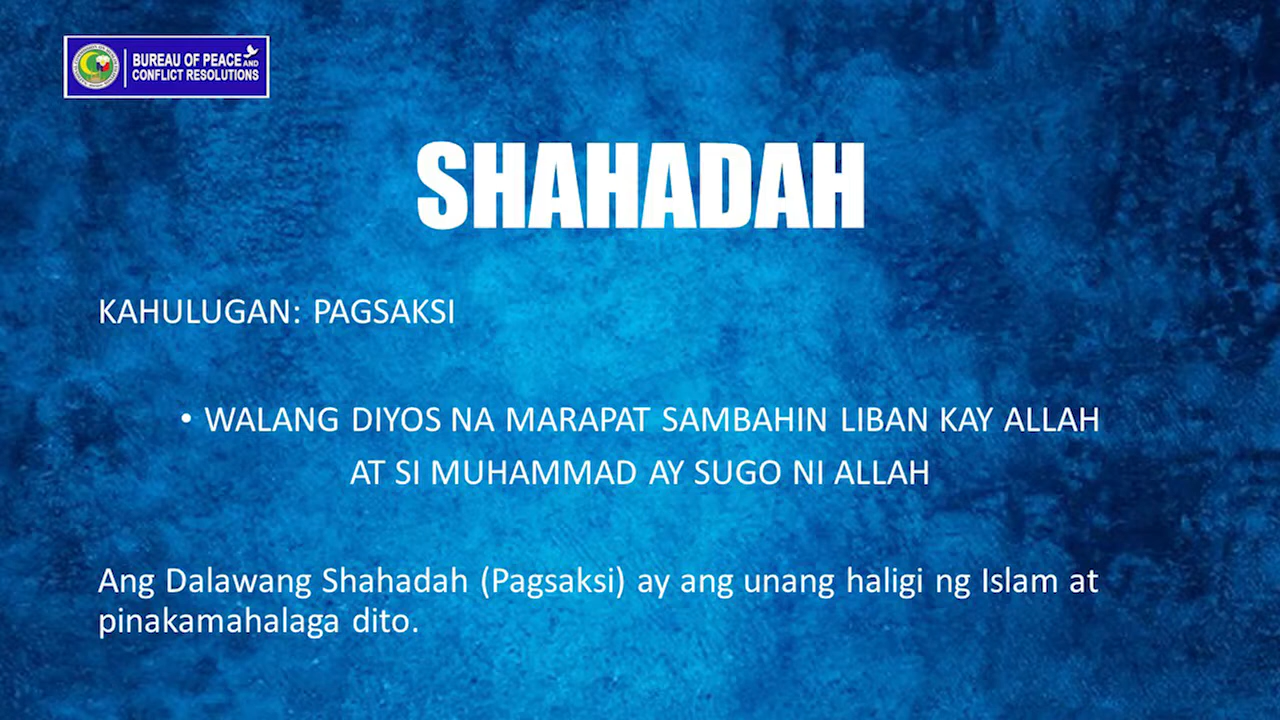 BUREAU OF PEACE AND
CONFLICT RESOLUTIONS
SHAHADAH
KAHULUGAN: PAGSAKSI
• WALANG DIYOS NA MARAPAT SAMBAHIN LIBAN KAY ALLAH
AT SI MUHAMMAD AY SUGO NI ALLAH
Ang Dalawang Shahadah (Pagsaksi) ay ang unang haligi ng Islam at
pinakamahalaga dito.